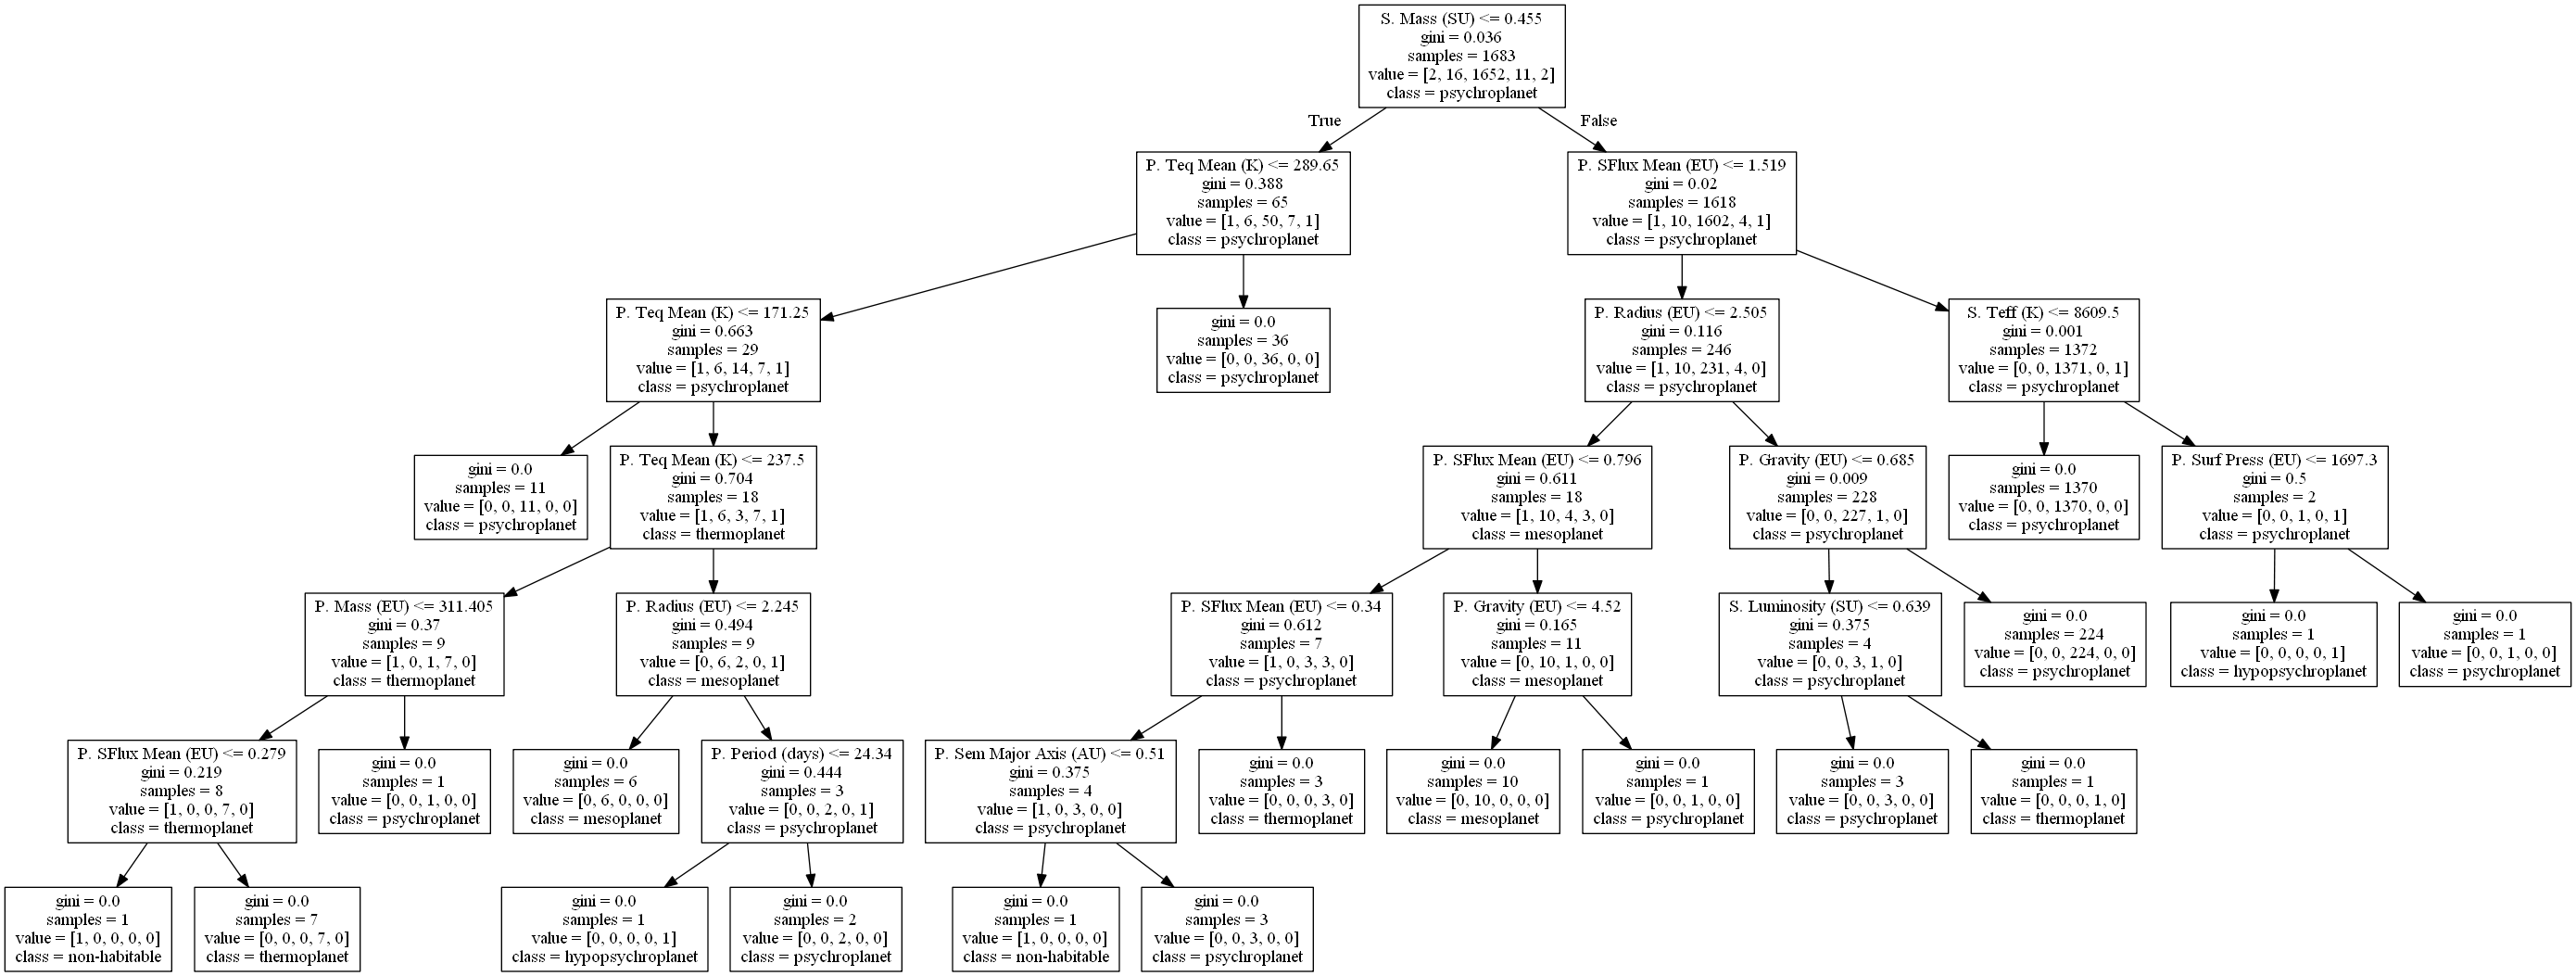 S. Mass (SU) <= 0.455
gini = 0.036
samples = 1683
value = [2, 16, 1652, 11, 2]
class = psychroplanet
True
False
P. Teq Mean (K) <= 289.65
gini = 0.388
samples = 65
value = [1, 6, 50, 7, 1]
class = psychroplanet
P. SFlux Mean (EU) <= 1.519
gini = 0.02
samples = 1618
value = [1, 10, 1602, 4, 1]
class = psychroplanet
P. Teq Mean (K) <= 171.25
gini = 0.663
samples = 29
value = [1, 6, 14, 7, 1]
class = psychroplanet
gini = 0.0
samples = 36
value = [0, 0, 36, 0, 0]
class = psychroplanet
P. Radius (EU) <= 2.505
gini = 0.116
samples = 246
value = [1, 10, 231, 4, 0]
class = psychroplanet
S. Teff (K) <= 8609.5
gini = 0.001
samples = 1372
value = [0, 0, 1371, 0, 1]
class = psychroplanet
gini = 0.0
samples = 11
value = [0, 0, 11, 0, 0]
class = psychroplanet
P. Teq Mean (K) <= 237.5
gini = 0.704
samples = 18
value = [1, 6, 3, 7, 1]
class = thermoplanet
P. SFlux Mean (EU) <= 0.796
gini = 0.611
samples = 18
value = [1, 10, 4, 3, 0]
class = mesoplanet
P. Gravity (EU) <= 0.685
gini = 0.009
samples = 228
value = [0, 0, 227, 1, 0]
class = psychroplanet
gini = 0.0
samples = 1370
value = [0, 0, 1370, 0, 0]
class = psychroplanet
P. Surf Press (EU) <= 1697.3
gini = 0.5
samples = 2
value = [0, 0, 1, 0, 1]
class = psychroplanet
P. Mass (EU) <= 311.405
gini = 0.37
samples = 9
value = [1, 0, 1, 7, 0]
class = thermoplanet
P. Radius (EU) <= 2.245
gini = 0.494
samples = 9
value = [0, 6, 2, 0, 1]
class = mesoplanet
P. SFlux Mean (EU) <= 0.34
gini = 0.612
samples = 7
value = [1, 0, 3, 3, 0]
class = psychroplanet
P. Gravity (EU) <= 4.52
gini = 0.165
samples = 11
value = [0, 10, 1, 0, 0]
class = mesoplanet
S. Luminosity (SU) <= 0.639
gini = 0.375
samples = 4
value = [0, 0, 3, 1, 0]
class = psychroplanet
gini = 0.0
samples = 224
value = [0, 0, 224, 0, 0]
class = psychroplanet
gini = 0.0
samples = 1
value = [0, 0, 0, 0, 1]
class = hypopsychroplanet
gini = 0.0
samples = 1
value = [0, 0, 1, 0, 0]
class = psychroplanet
P. SFlux Mean (EU) <= 0.279
gini = 0.219
samples = 8
value = [1, 0, 0, 7, 0]
class = thermoplanet
gini = 0.0
samples = 1
value = [0, 0, 1, 0, 0]
class = psychroplanet
gini = 0.0
samples = 6
value = [0, 6, 0, 0, 0]
class = mesoplanet
P. Period (days) <= 24.34
gini = 0.444
samples = 3
value = [0, 0, 2, 0, 1]
class = psychroplanet
P. Sem Major Axis (AU) <= 0.51
gini = 0.375
samples = 4
value = [1, 0, 3, 0, 0]
class = psychroplanet
gini = 0.0
samples = 3
value = [0, 0, 0, 3, 0]
class = thermoplanet
gini = 0.0
samples = 10
value = [0, 10, 0, 0, 0]
class = mesoplanet
gini = 0.0
samples = 1
value = [0, 0, 1, 0, 0]
class = psychroplanet
gini = 0.0
samples = 3
value = [0, 0, 3, 0, 0]
class = psychroplanet
gini = 0.0
samples = 1
value = [0, 0, 0, 1, 0]
class = thermoplanet
gini = 0.0
samples = 1
value = [1, 0, 0, 0, 0]
class = non-habitable
gini = 0.0
samples = 7
value = [0, 0, 0, 7, 0]
class = thermoplanet
gini = 0.0
samples = 1
value = [0, 0, 0, 0, 1]
class = hypopsychroplanet
gini = 0.0
samples = 2
value = [0, 0, 2, 0, 0]
class = psychroplanet
gini = 0.0
samples = 1
value = [1, 0, 0, 0, 0]
class = non-habitable
gini = 0.0
samples = 3
value = [0, 0, 3, 0, 0]
class = psychroplanet